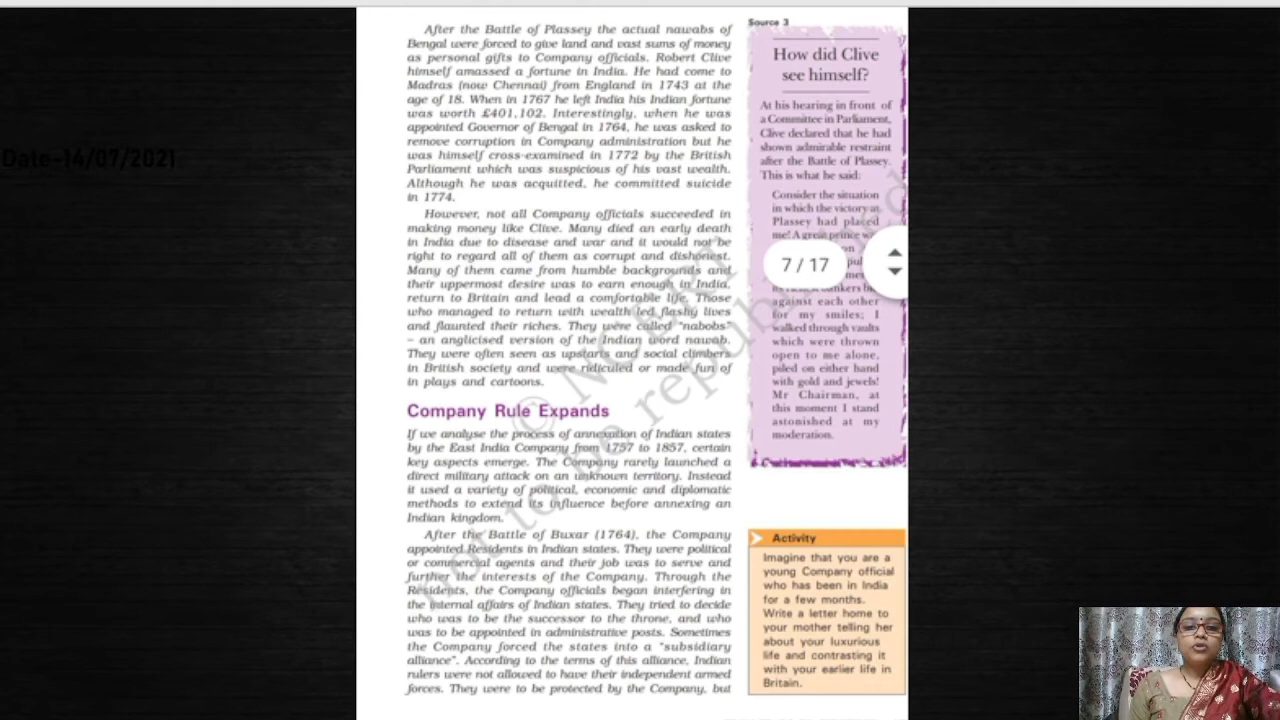 Date-14/07/2021
After the Battle of Plassey the actual nawabs of
Bengal were forced to give land and vast sums of money
as personal gifts to Company officials. Robert Clive
himself amassed a fortune in India. He had come to
Madras (now Chennai) from England in 1743 at the
age of 18. When in 1767 he left India his Indian fortune
was worth £401,102. Interestingly, when he was
appointed Governor of Bengal in 1764, he was asked to
remove corruption in Company administration but he
was himself cross-examined in 1772 by the British
Parliament which was suspicious of his vast wealth.
Although he was acquitted, he committed suicide
in 1774.
However, not all Company officials succeeded in
making money like Clive. Many died an early death
in India due to disease and war and it would not be
right to regard all of them as corrupt and dishonest.
Many of them came from humble backgrounds and
their uppermost desire was to earn enough in India,
return to Britain and lead a comfortable life. Those
who managed to return with wealth led flashy lives
and flaunted their riches. They were called "nabobs"
– an anglicised version of the Indian word nawab.
They were often seen as upstarts and social climbers
in British society and were ridiculed or made fun of
in plays and cartoons.
Company Rule Expands
If we analyse the process of annexation of Indian states
by the East India Company from 1757 to 1857, certain
key aspects emerge. The Company rarely launched a
direct military attack on an unknown territory. Instead
it used a variety of political, economic and diplomatic
methods to extend its influence before annexing an
Indian kingdom.
After the Battle of Buxar (1764), the Company
appointed Residents in Indian states. They were political
or commercial agents and their job was to serve and
further the interests of the Company. Through the
Residents, the Company officials began interfering in
the internal affairs of Indian states. They tried to decide
who was to be the successor to the throne, and who
was to be appointed in administrative posts. Sometimes
the Company forced the states into a "subsidiary
alliance". According to the terms of this alliance, Indian
rulers were not allowed to have their independent armed
forces. They were to be protected by the Company, but
Source 3
How did Clive
see himself?
At his hearing in front of
a Committee in Parliament,
Clive declared that he had
shown admirable restraint
after the Battle of Plassey.
This is what he said:
Consider the situation
in which the victory at
Plassey had placed
me! A great prince
on
7 / 17
against each other
for my smiles; I
walked through vaults
which were thrown
open to me alone,
piled on either hand
with gold and jewels!
Mr Chairman, at
this moment I stand
astonished at my
moderation.
Activity
Imagine that you are a
young Company official
who has been in India
for a few months.
Write a letter home to
your mother telling her
about your luxurious
life and contrasting it
with your earlier life in
Britain.
© NCERT
not to be republished